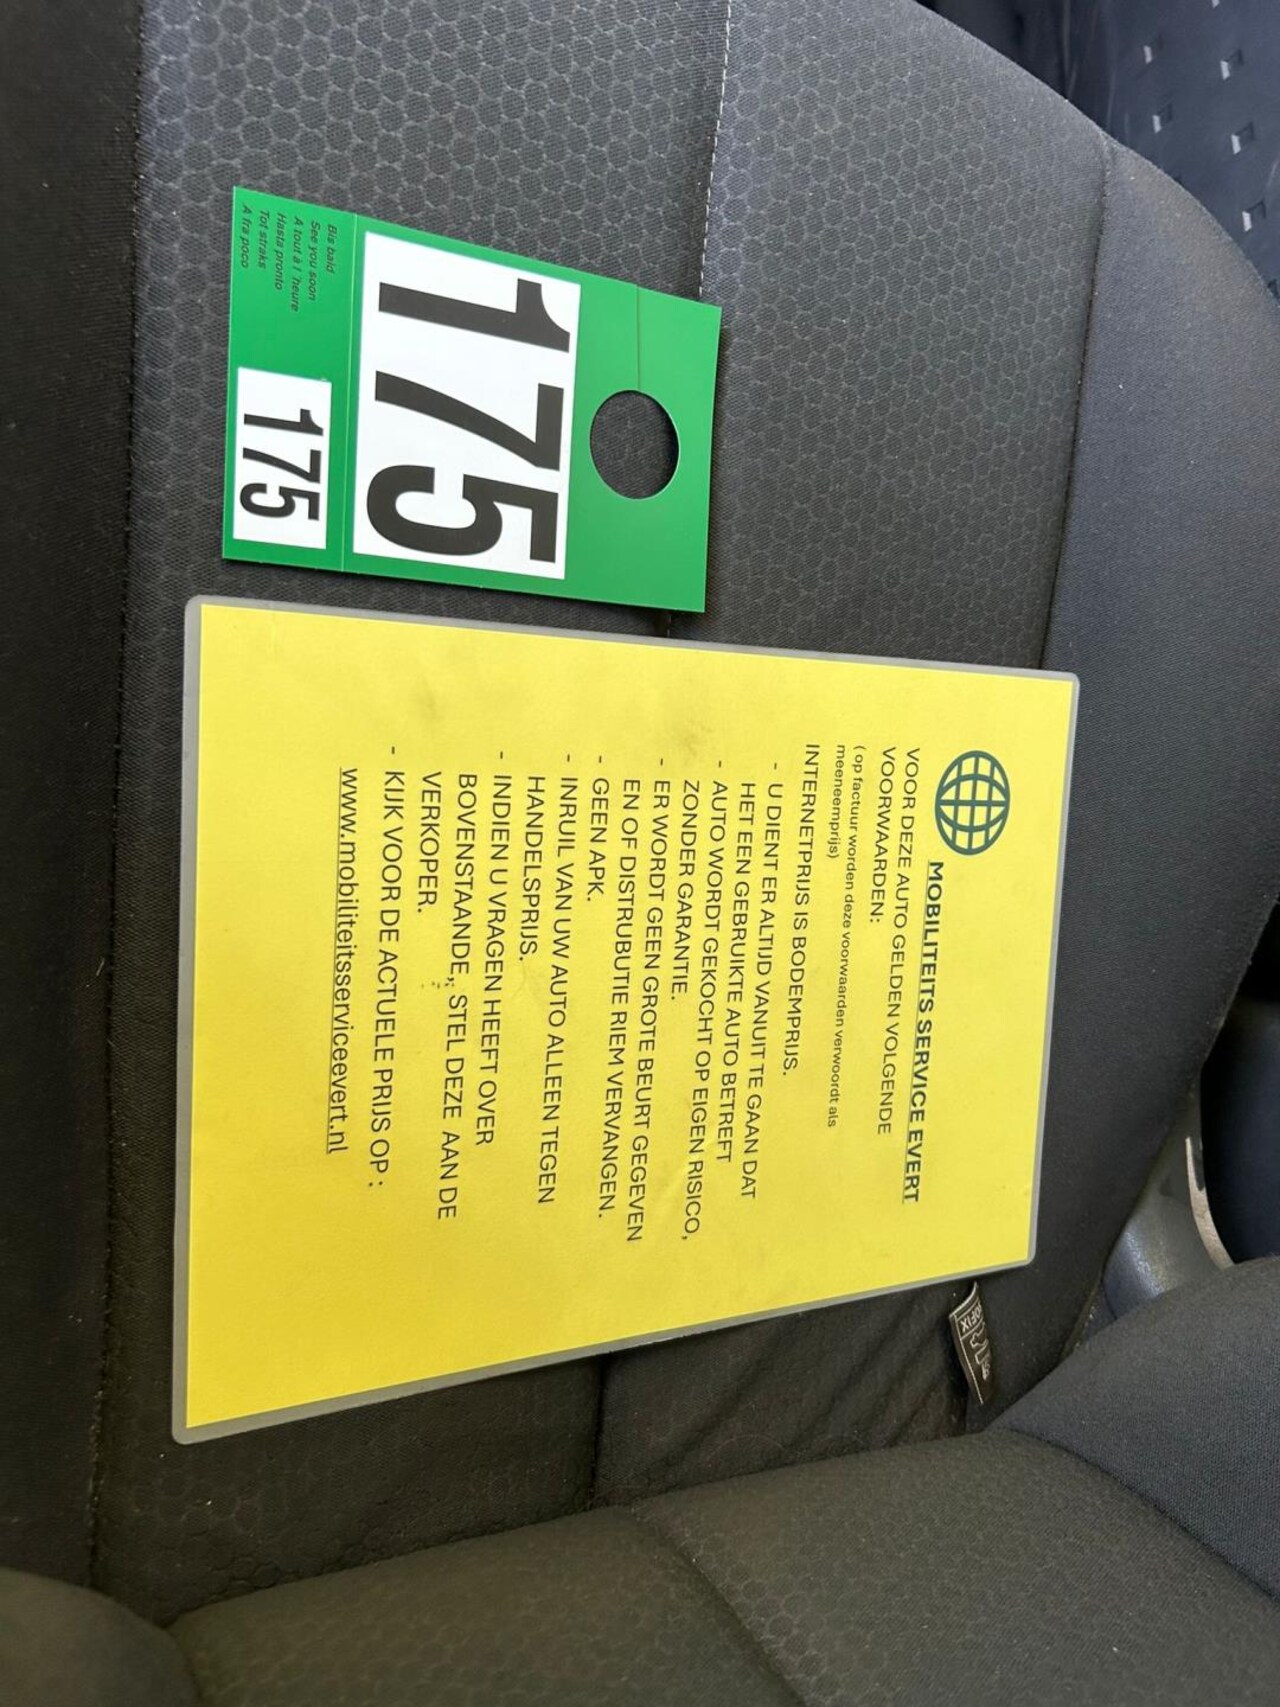 175
Bis bald
See you soon
A tout à l´heure
Hasta pronto
Tot straks
A fra poco
175
MOBILITEITS SERVICE EVERT
VOOR DEZE AUTO GELDEN VOLGENDE
VOORWAARDEN:
( op factuur worden deze voorwaarden verwoordt als
meeneemprijs)
INTERNETPRIJS IS BODEMPRIJS.
- U DIENT ER ALTIJD VANUIT TE GAAN DAT
HET EEN GEBRUIKTE AUTO BETREFT
- AUTO WORDT GEKOCHT OP EIGEN RISICO,
ZONDER GARANTIE.
- ER WORDT GEEN GROTE BEURT GEGEVEN
EN OF DISTRUBUTIE RIEM VERVANGEN.
- GEEN APK.
- INRUIL VAN UW AUTO ALLEEN TEGEN
HANDELSPRIJS.
- INDIEN U VRAGEN HEEFT OVER
BOVENSTAANDE, STEL DEZE AAN DE
VERKOPER.
- KIJK VOOR DE ACTUELE PRIJS OP :
www.mobiliteitsserviceevert.nl